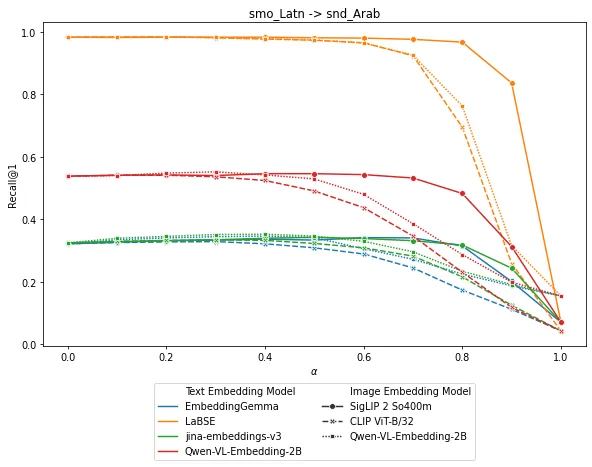 smo_Latn -> snd_Arab
Recall@1
1.0
0.8
0.6
0.4
0.2
0.0
0.0 0.2 0.4 0.6 0.8 1.0
α
Text Embedding Model
EmbeddingGemma
LaBSE
jina-embeddings-v3
Qwen-VL-Embedding-2B
Image Embedding Model
SigLIP 2 So400m
CLIP ViT-B/32
Qwen-VL-Embedding-2B